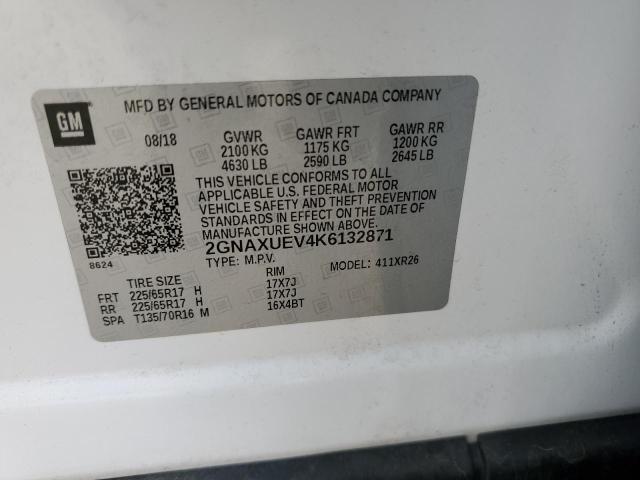 GM
MFD BY GENERAL MOTORS OF CANADA COMPANY
08/18 GVWR GAWR FRT GAWR RR
2100 KG 1175 KG 1200 KG
4630 LB 2590 LB 2645 LB
THIS VEHICLE CONFORMS TO ALL
APPLICABLE U.S. FEDERAL MOTOR
VEHICLE SAFETY AND THEFT PREVENTION
STANDARDS IN EFFECT ON THE DATE OF
MANUFACTURE SHOWN ABOVE.
2GNAXUEV4K6132871
8624
TYPE: M.P.V. MODEL: 411XR26
TIRE SIZE RIM
FRT 225/65R17 H 17X7J
RR 225/65R17 H 17X7J
SPA T135/70R16 M 16X4BT